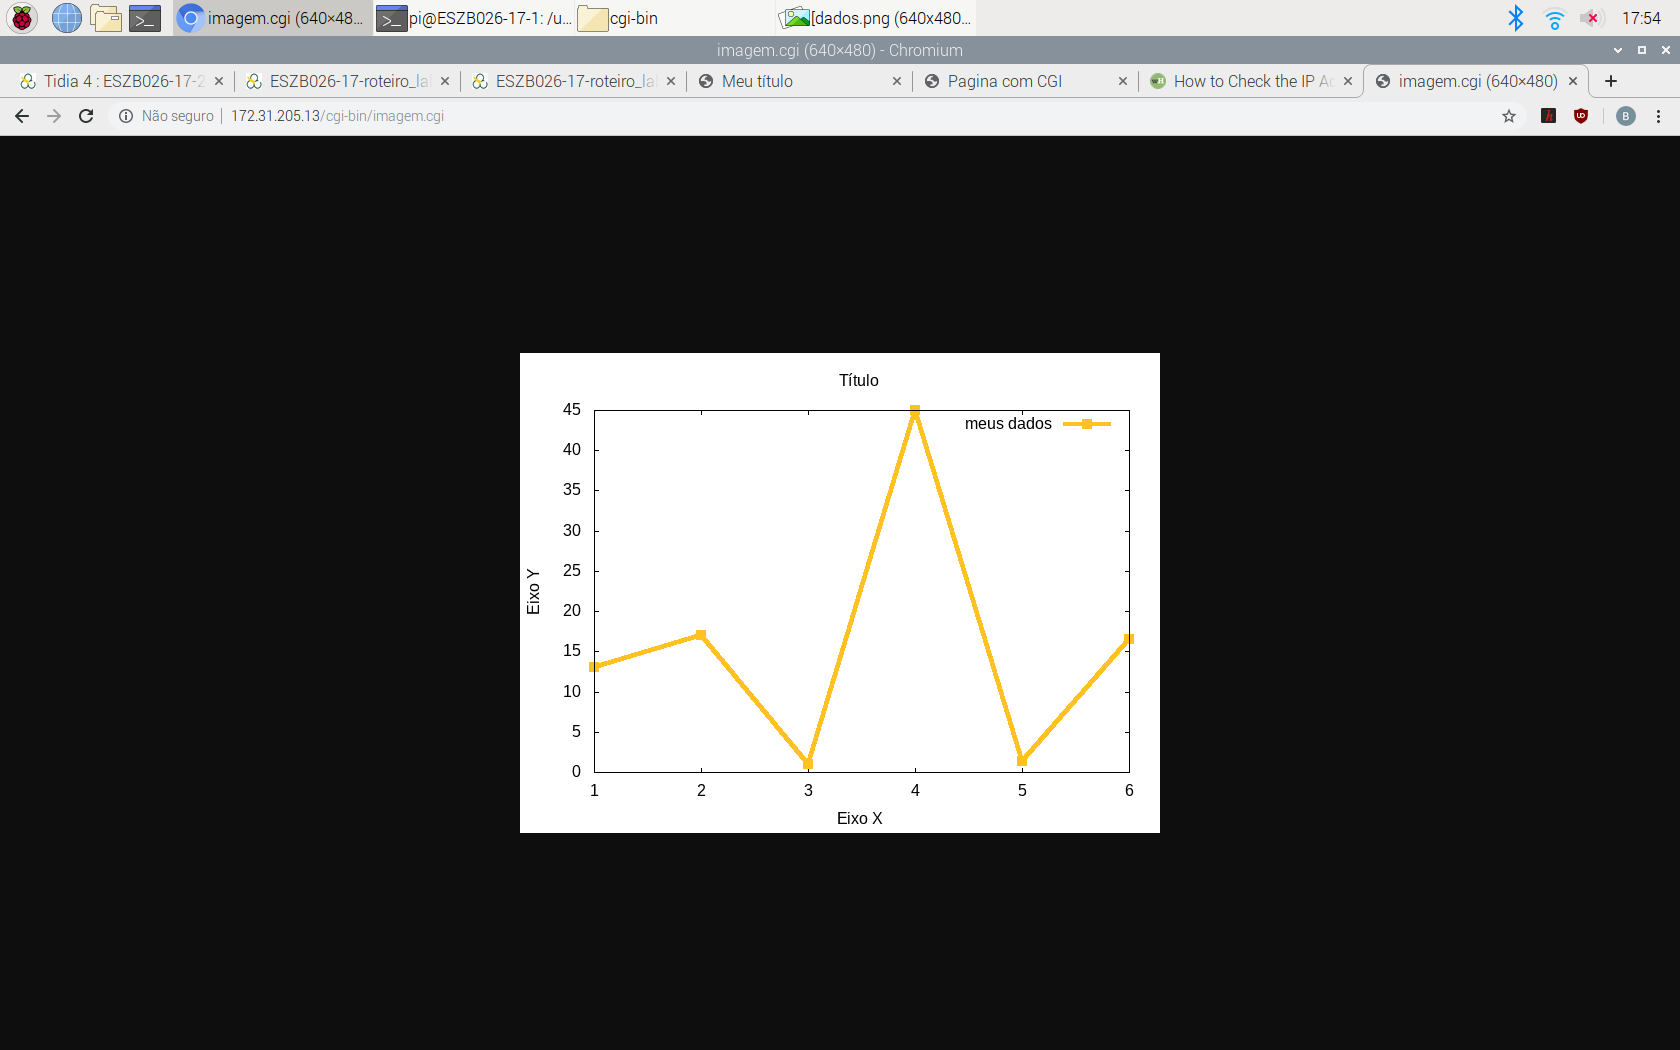 imagem.cgi (640×48...
pi@ESZB026-17-1: /u...
cgi-bin
[dados.png (640x480...
17:54
imagem.cgi (640×480) - Chromium
Tidia 4 : ESZB026-17-2
ESZB026-17-roteiro_la
ESZB026-17-roteiro_la
Meu título
Pagina com CGI
How to Check the IP Ad
imagem.cgi (640×480)
Não seguro
172.31.205.13/cgi-bin/imagem.cgi
B
Título
meus dados
45
40
35
30
25
20
15
10
5
0
Eixo Y
1 2 3 4 5 6
Eixo X